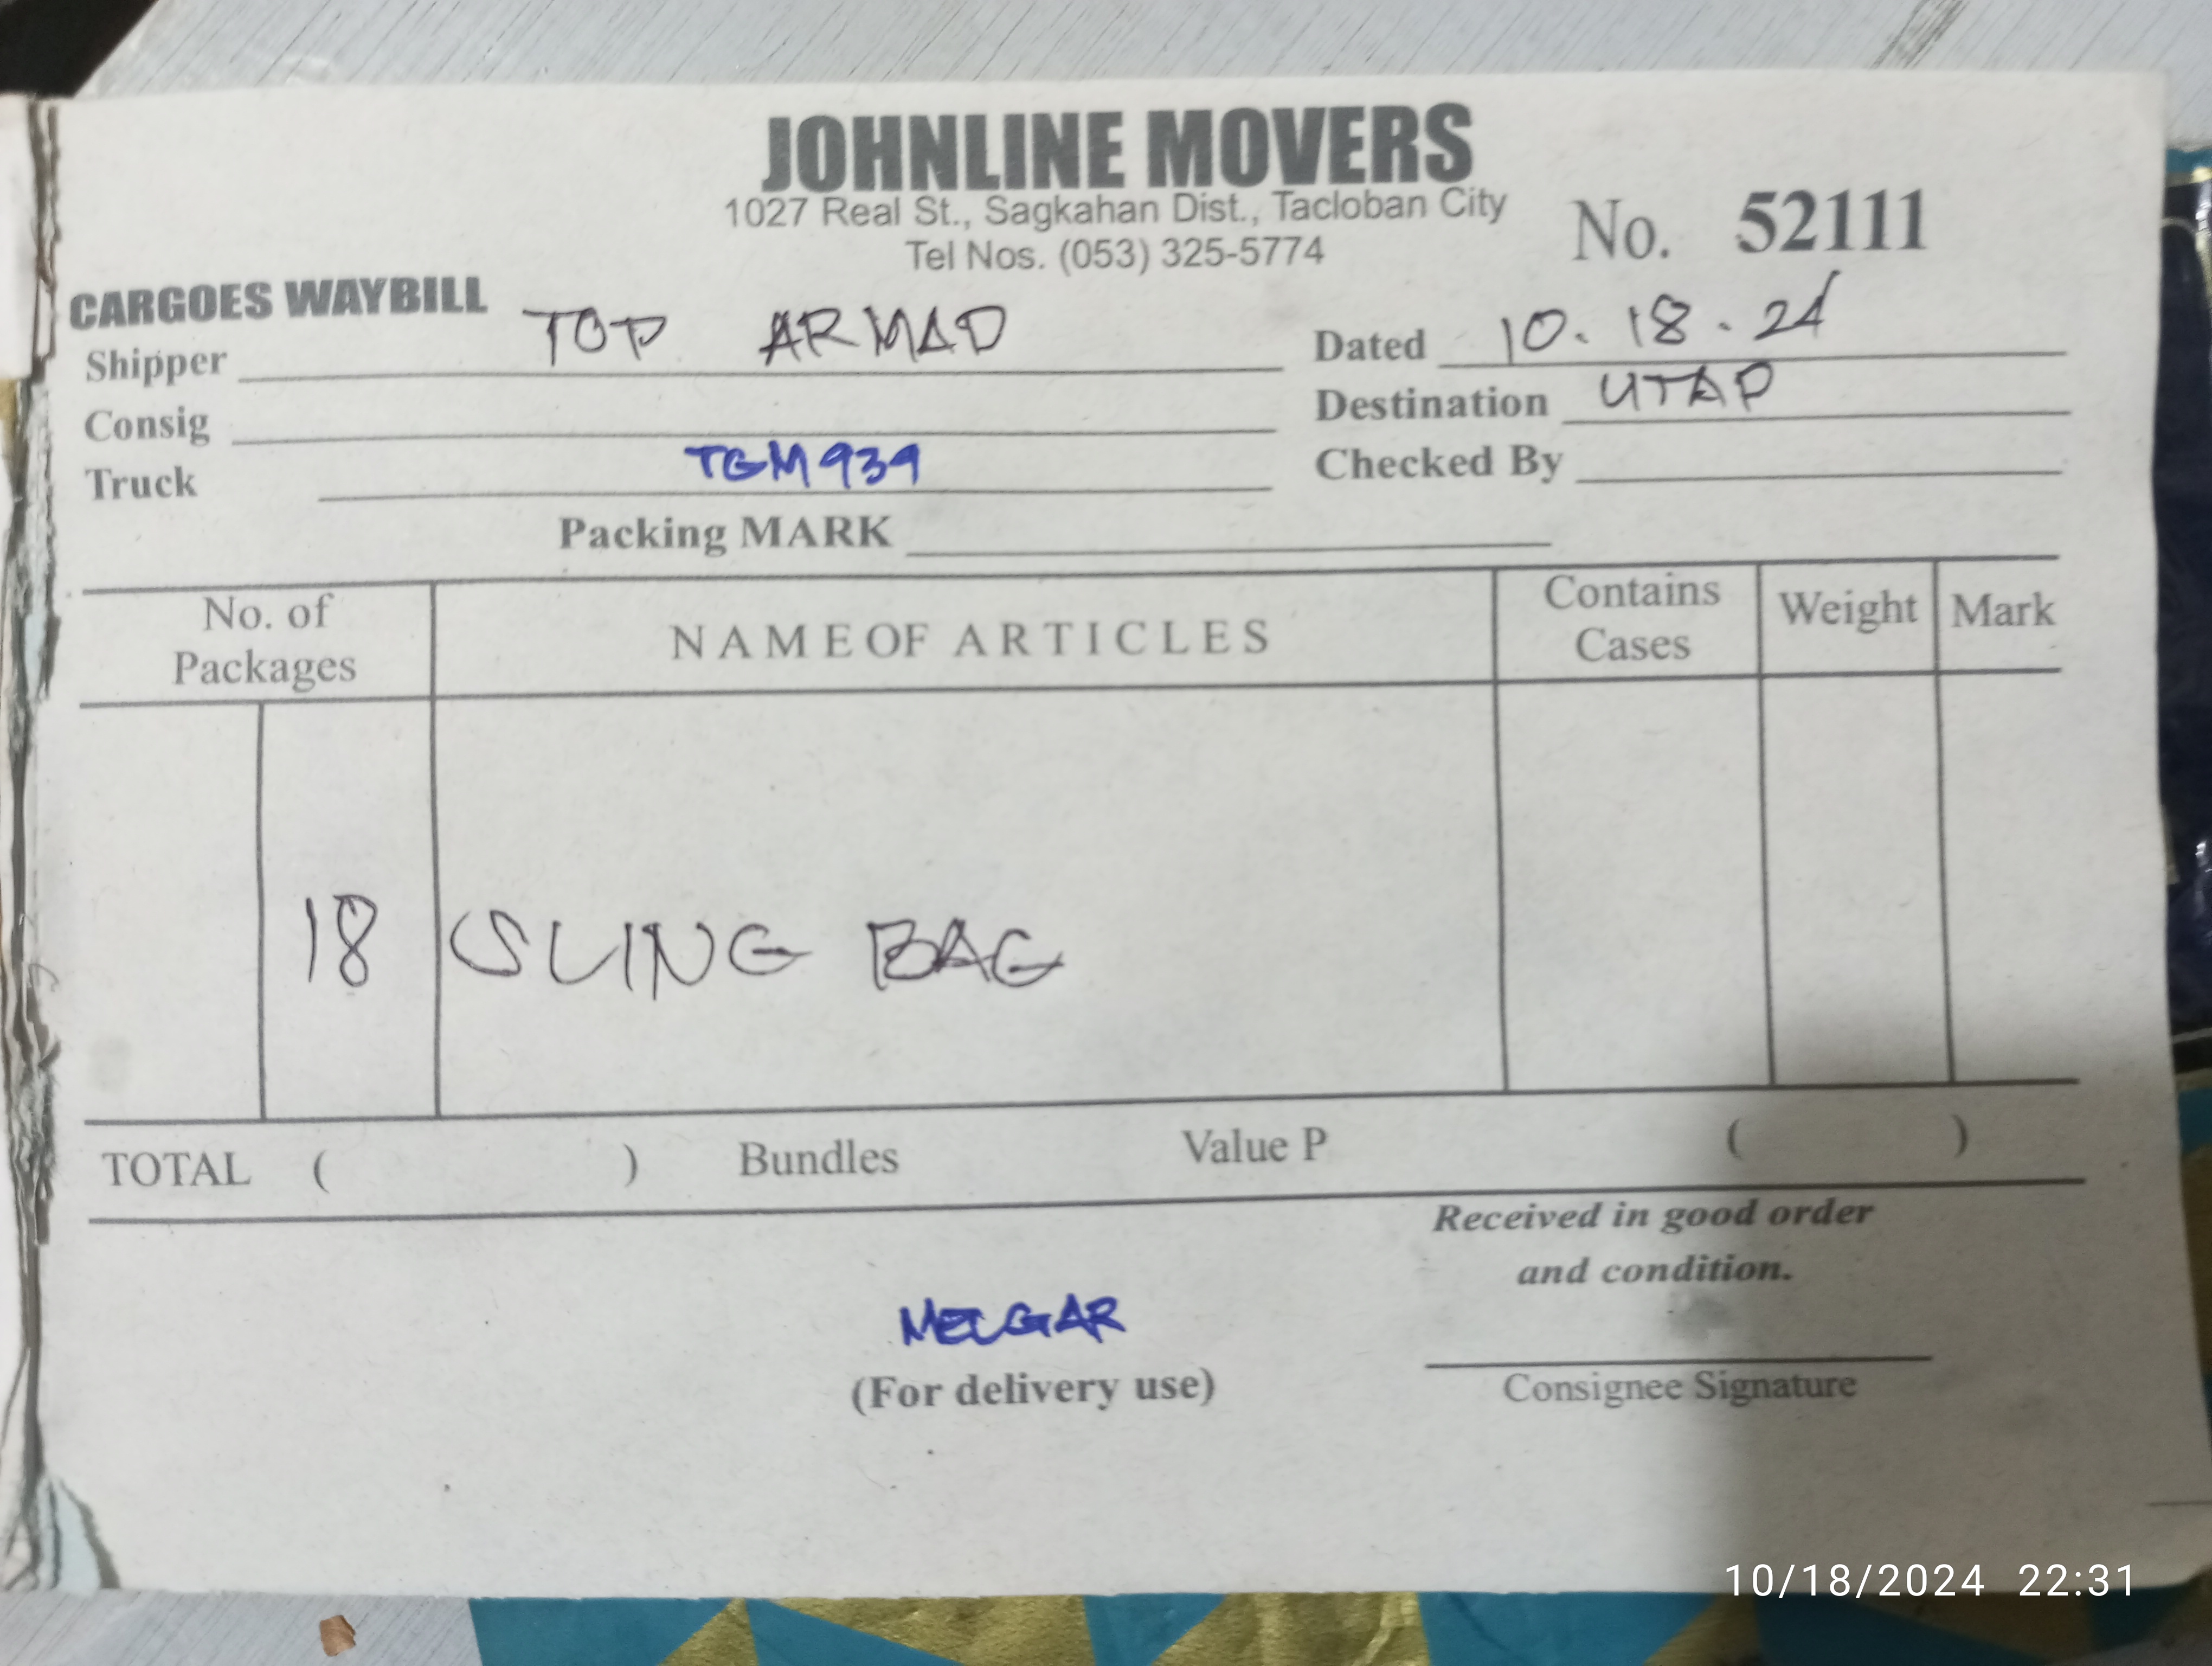 JOHNLINE MOVERS
1027 Real St., Sagkahan Dist., Tacloban City
Tel Nos. (053) 325-5774
No. 52111
CARGOES WAYBILL
Shipper TOP ARMAD
Dated 10.18.24
Consig
Destination UTAP
Truck TGM939
Checked By
Packing MARK
No. of Packages NAME OF ARTICLES Contains Cases Weight Mark
18 SLING BAG
TOTAL ( ) Bundles Value P ( )
Received in good order
and condition.
MELGAR
(For delivery use)
Consignee Signature
10/18/2024 22:31